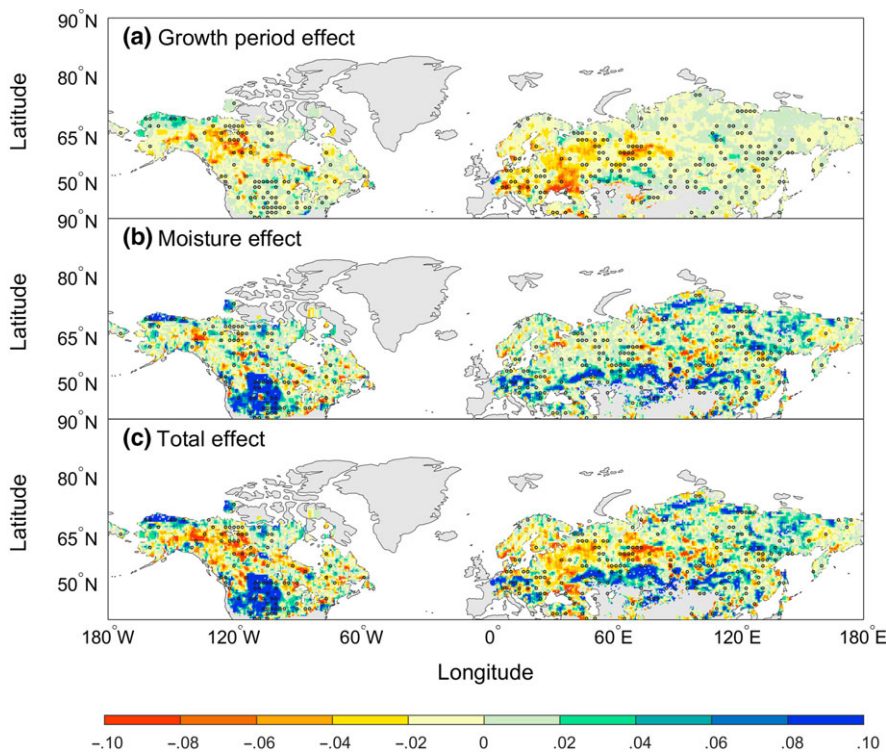 90°N
(a) Growth period effect
80°N
Latitude
65°N
50°N
90°N
(b) Moisture effect
80°N
Latitude
65°N
50°N
90°N
(c) Total effect
80°N
Latitude
65°N
50°N
180°W 120°W 60°W 0° 60°E 120°E 180°E
Longitude
−.10 −.08 −.06 −.04 −.02 0 .02 .04 .06 .08 .10